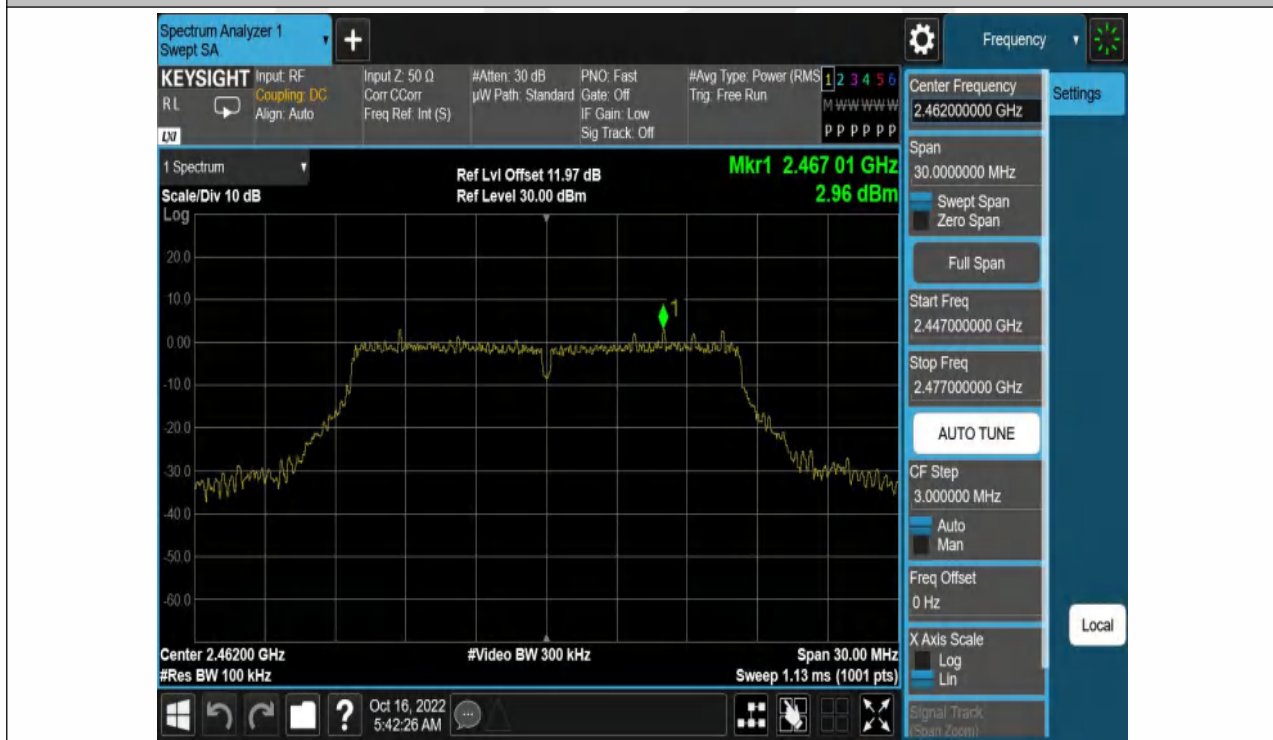 Spectrum Analyzer 1
Swept SA
Frequency
KEYSIGHT
RL
LXI
Input: RF
Coupling: DC
Align: Auto
Input Z: 50 Ω
Corr CCorr
Freq Ref: Int (S)
#Atten: 30 dB
µW Path: Standard
PNO: Fast
Gate: Off
IF Gain: Low
Sig Track: Off
#Avg Type: Power (RMS
Trig: Free Run
1 2 3 4 5 6
M W W W W W
P P P P P P
1 Spectrum
Scale/Div 10 dB
Log
Ref Lvl Offset 11.97 dB
Ref Level 30.00 dBm
Mkr1 2.467 01 GHz
2.96 dBm
1
20.0
10.0
0.00
-10.0
-20.0
-30.0
-40.0
-50.0
-60.0
Center 2.46200 GHz
#Res BW 100 kHz
#Video BW 300 kHz
Span 30.00 MHz
Sweep 1.13 ms (1001 pts)
Oct 16, 2022
5:42:26 AM
?
Center Frequency
2.462000000 GHz
Settings
Span
30.0000000 MHz
Swept Span
Zero Span
Full Span
Start Freq
2.447000000 GHz
Stop Freq
2.477000000 GHz
AUTO TUNE
CF Step
3.000000 MHz
Auto
Man
Freq Offset
0 Hz
X Axis Scale
Log
Lin
Local
Signal Track
(Span Zoom)